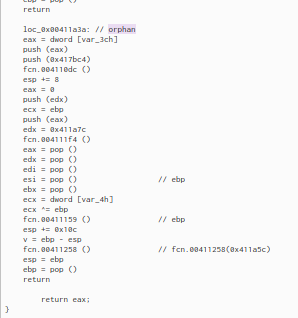 ebp = pop ()
return
loc_0x00411a3a: // orphan
eax = dword [var_3ch]
push (eax)
push (0x417bc4)
fcn.004110dc ()
esp += 8
eax = 0
push (edx)
ecx = ebp
push (eax)
edx = 0x411a7c
fcn.004111f4 ()
eax = pop ()
edx = pop ()
edi = pop ()
esi = pop () // ebp
ebx = pop ()
ecx = dword [var_4h]
ecx ^= ebp
fcn.00411159 () // ebp
esp += 0x10c
v = ebp - esp
fcn.00411258 () // fcn.00411258(0x411a5c)
esp = ebp
ebp = pop ()
return
return eax;
}